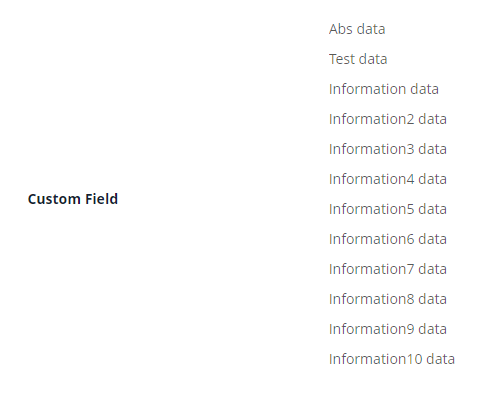 Abs data
Test data
Information data
Information2 data
Information3 data
Information4 data
Custom Field
Information5 data
Information6 data
Information7 data
Information8 data
Information9 data
Information10 data